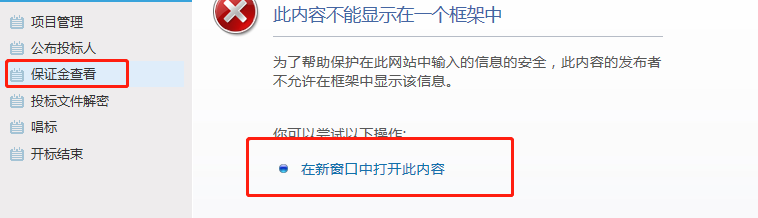 项目管理
公布投标人
保证金查看
投标文件解密
唱标
开标结束
此内容不能显示在一个框架中
为了帮助保护在此网站中输入的信息的安全，此内容的发布者
不允许在框架中显示该信息。
你可以尝试以下操作:
在新窗口中打开此内容